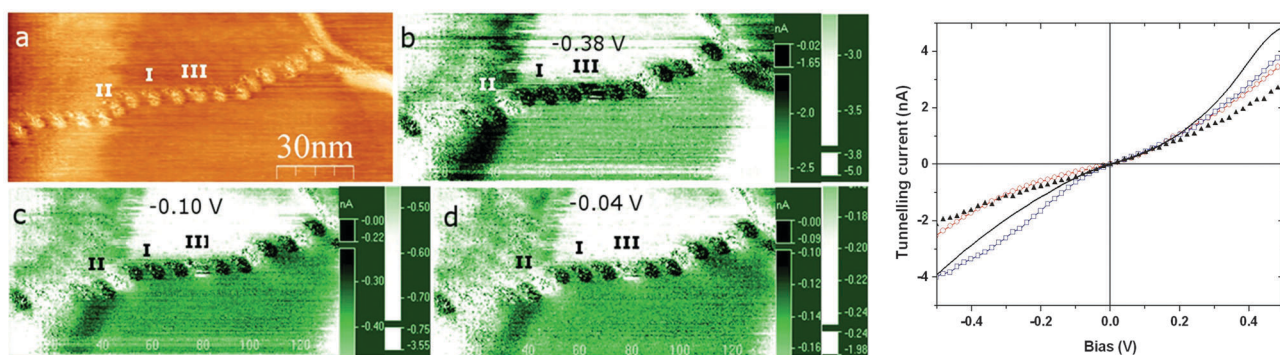 a
I
III
II
30nm
b
-0.38 V
I
III
II
nA
-0.02
-1.65
-2.0
-2.5
-3.0
-3.5
-3.8
-5.0
c
-0.10 V
I
III
II
nA
-0.00
-0.22
-0.30
-0.40
-0.50
-0.60
-0.70
-0.75
-3.55
20 40 60 80 100 120
d
-0.04 V
I
III
II
nA
-0.00
-0.09
-0.10
-0.12
-0.14
-0.16
-0.18
-0.20
-0.22
-0.24
-1.98
20 40 60 80 100 120
Tunnelling current (nA)
4
2
0
-2
-4
-0.4 -0.2 0.0 0.2 0.4
Bias (V)